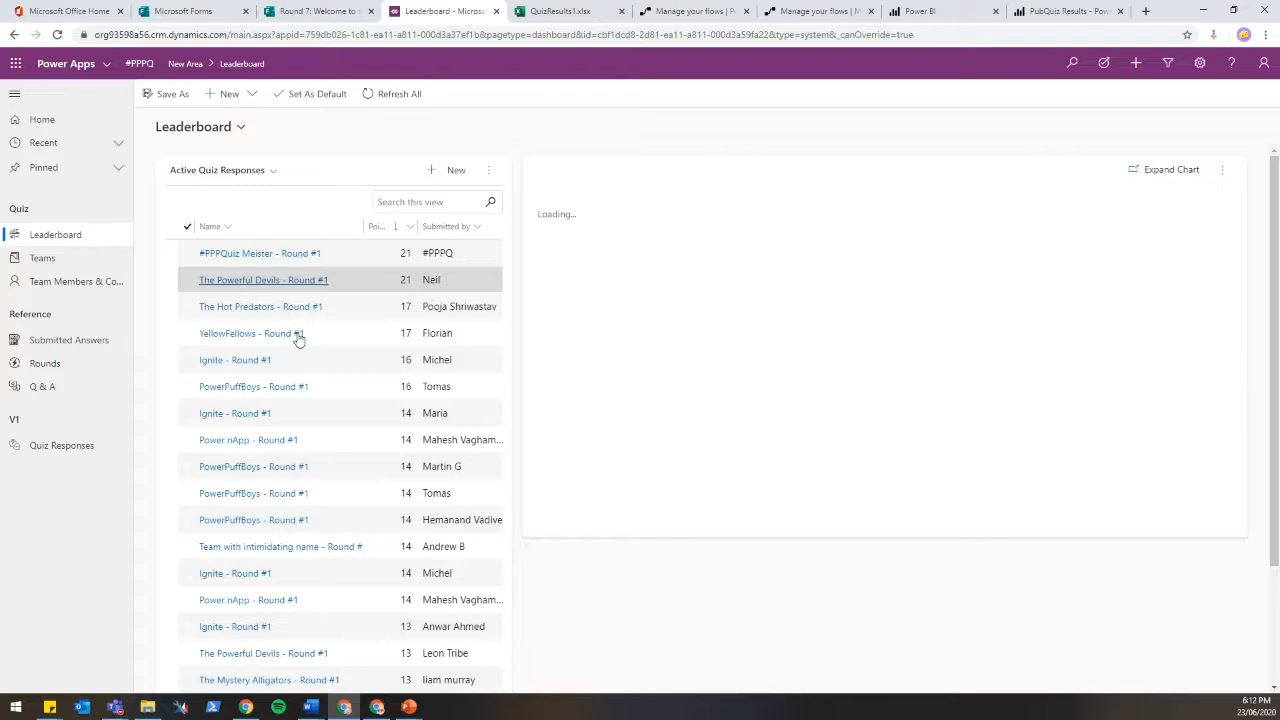 Microsoft Office Home
Microsoft Forms
Round 7: Welcome to
Leaderboard - Microso
QuizResults1.xlsx
Manage your flows | P
Manage your flows | M
Power BI
PubQuiz Results - Pow
org93598a56.crm.dynamics.com/main.aspx?appid=759db026-1c81-ea11-a811-000d3a37ef1b&pagetype=dashboard&id=cbf1dcd8-2d81-ea11-a811-000d3a59fa22&type=system&_canOverride=true
Power Apps #PPPQ New Area > Leaderboard
Save As New Set As Default Refresh All
Home
Recent
Pinned
Quiz
Leaderboard
Teams
Team Members & Co...
Reference
Submitted Answers
Rounds
Q & A
V1
Quiz Responses
Leaderboard
Active Quiz Responses New
Search this view
Name Poi... Submitted by
#PPPQuiz Meister - Round #1 21 #PPPQ
The Powerful Devils - Round #1 21 Neil
The Hot Predators - Round #1 17 Pooja Shriwastav
YellowFellows - Round #1 17 Florian
Ignite - Round #1 16 Michel
PowerPuffBoys - Round #1 16 Tomas
Ignite - Round #1 14 Maria
Power nApp - Round #1 14 Mahesh Vagham...
PowerPuffBoys - Round #1 14 Martin G
PowerPuffBoys - Round #1 14 Tomas
PowerPuffBoys - Round #1 14 Hemanand Vadive
Team with intimidating name - Round # 14 Andrew B
Ignite - Round #1 14 Michel
Power nApp - Round #1 14 Mahesh Vagham...
Ignite - Round #1 13 Anwar Ahmed
The Powerful Devils - Round #1 13 Leon Tribe
The Mystery Alligators - Round #1 13 liam murray
Expand Chart
Loading...
6:12 PM
23/06/2020